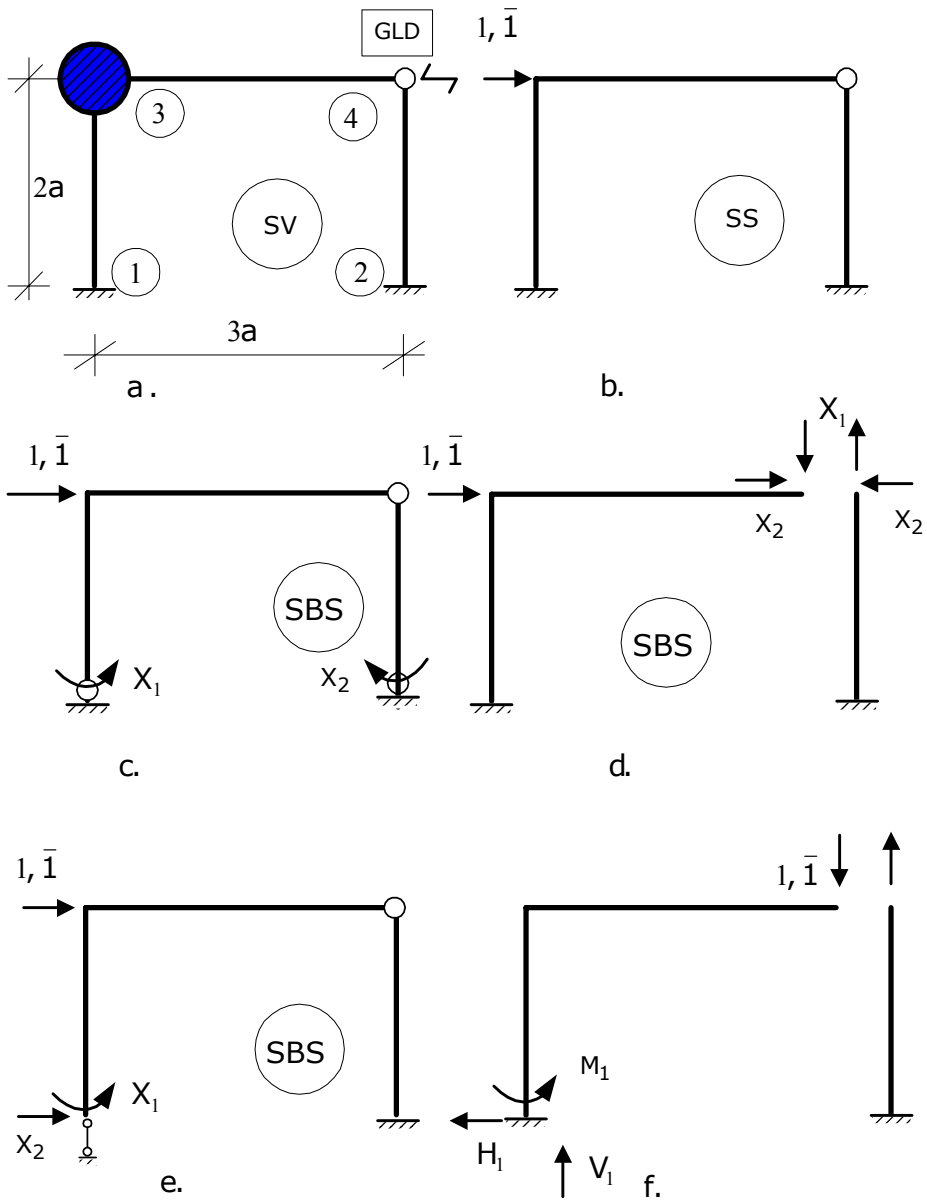 GLD
1, 1̄
3
4
2a
SV
SS
1
2
3a
a.
b.
1, 1̄
1, 1̄
X₁
X₂
X₂
SBS
SBS
X₁
X₂
c.
d.
1, 1̄
1, 1̄
SBS
X₁
M₁
X₂
H₁
V₁
e.
f.